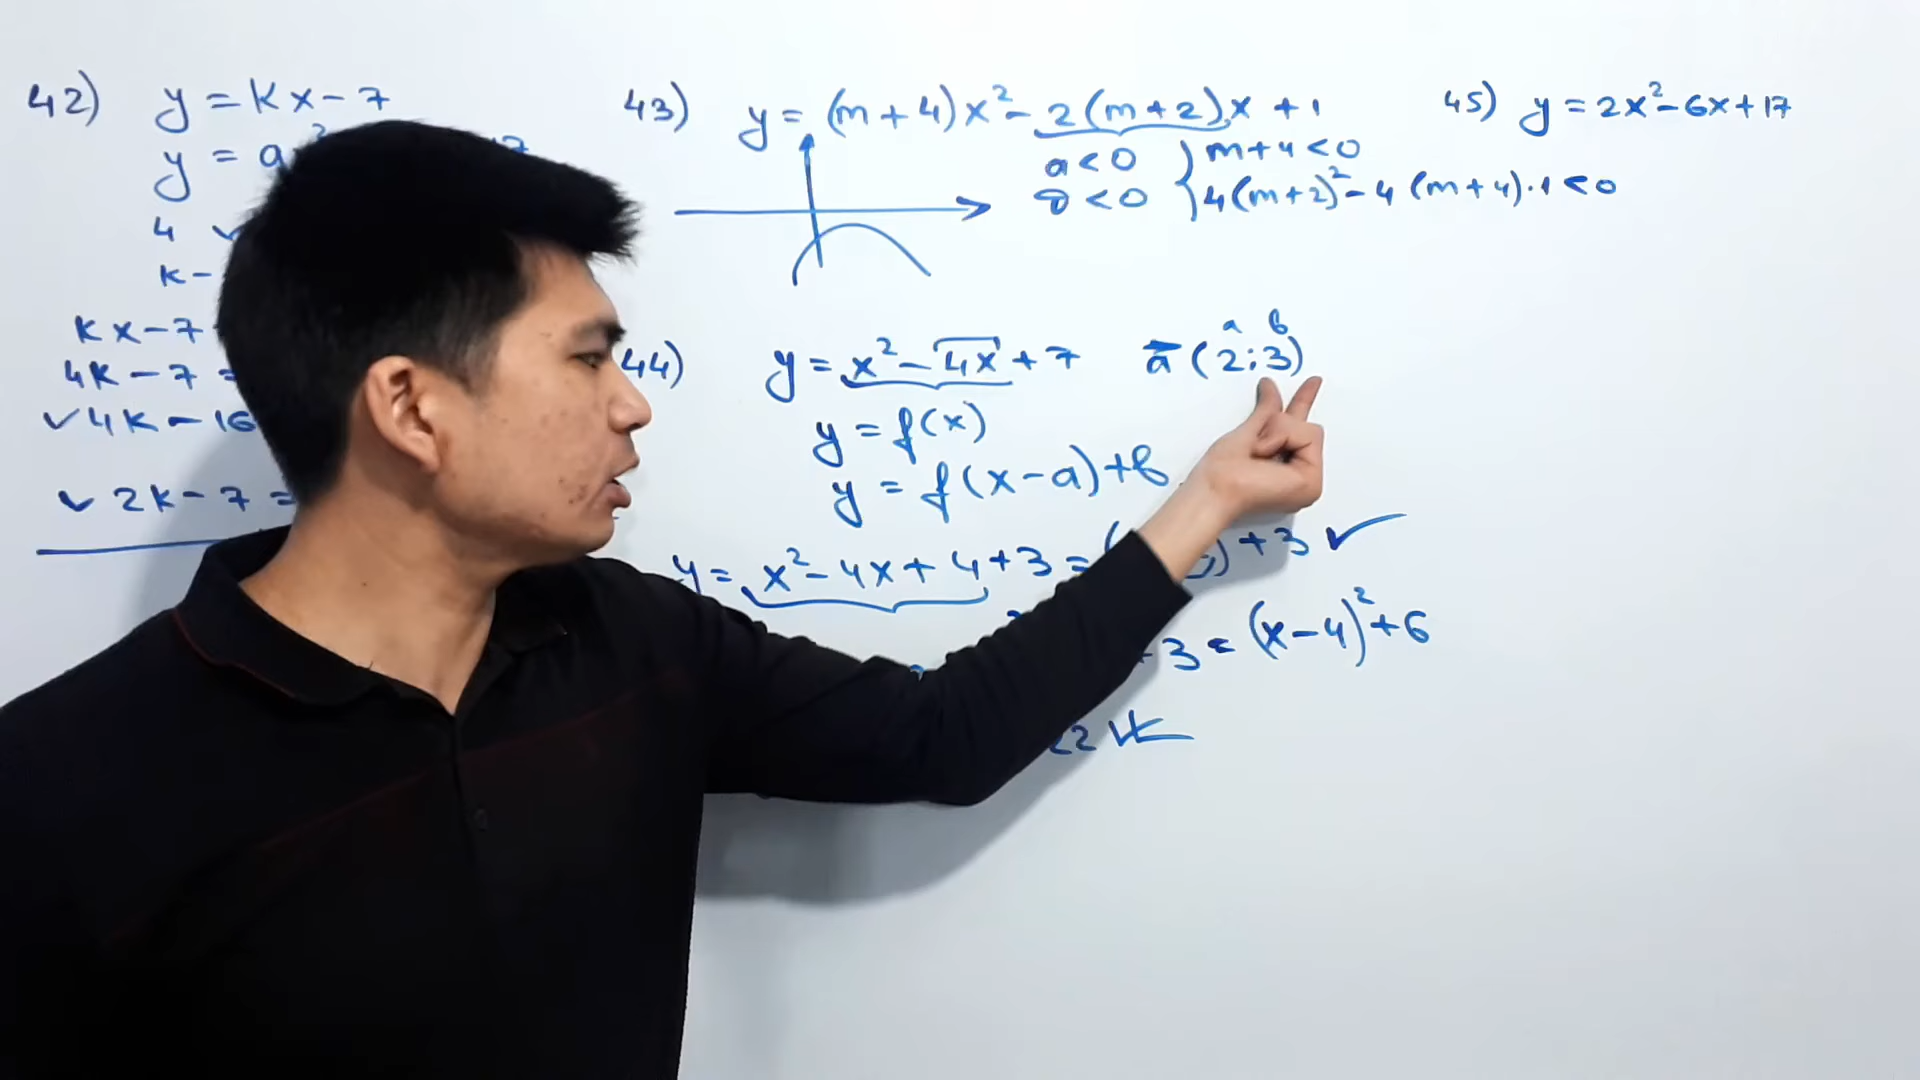 42) y = kx - 7
y = a
4
k -
kx - 7
4k - 7 =
✓4k - 16
✓ 2k - 7 =
43) y = (m + 4)x² - 2(m + 2)x + 1
a < 0
D < 0
m + 4 < 0
4(m + 2)² - 4(m + 4)·1 < 0
44) y = x² - 4x + 7
a⃗ (2; 3)
a b
y = f(x)
y = f(x - a) + b
y = x² - 4x + 4 + 3 = ( ) + 3 ✓
+ 3 = (x - 4)² + 6
22
45) y = 2x² - 6x + 17